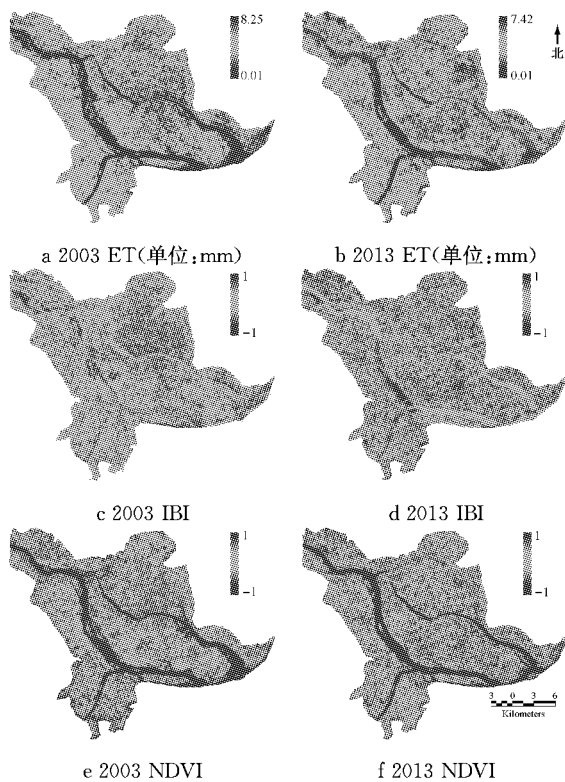 8.25
0.01
7.42
0.01
北
a 2003 ET(单位:mm)
b 2013 ET(单位:mm)
1
-1
1
-1
c 2003 IBI
d 2013 IBI
1
-1
1
-1
3 0 3 6
Kilometers
e 2003 NDVI
f 2013 NDVI